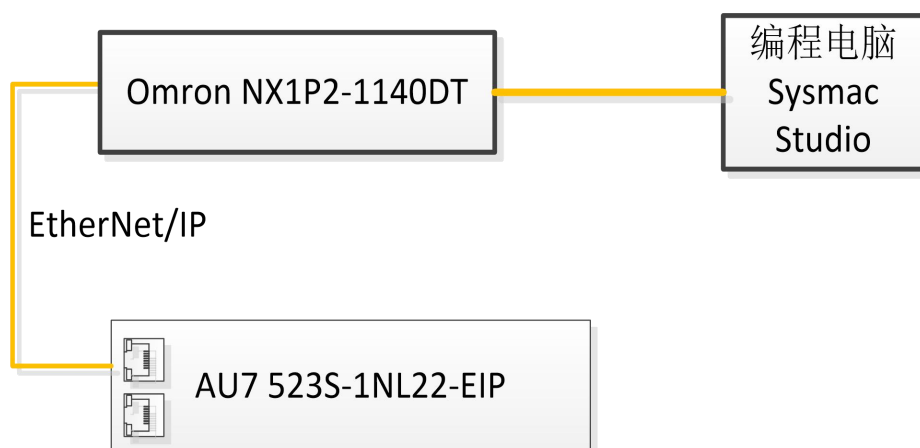 Omron NX1P2-1140DT
编程电脑
Sysmac
Studio
EtherNet/IP
AU7 523S-1NL22-EIP